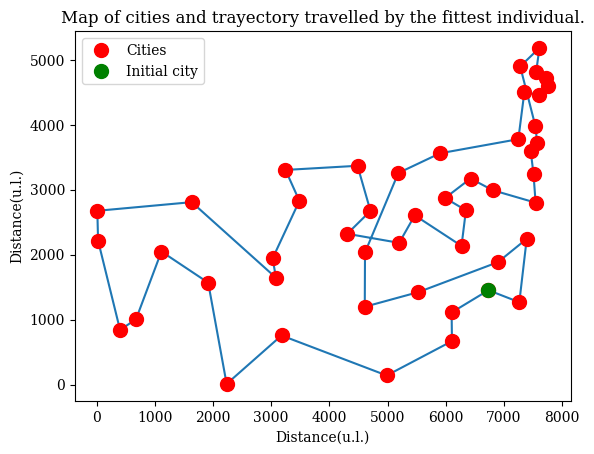 Map of cities and trayectory travelled by the fittest individual.
Cities
Initial city
5000
4000
3000
2000
1000
0
Distance(u.l.)
0 1000 2000 3000 4000 5000 6000 7000 8000
Distance(u.l.)